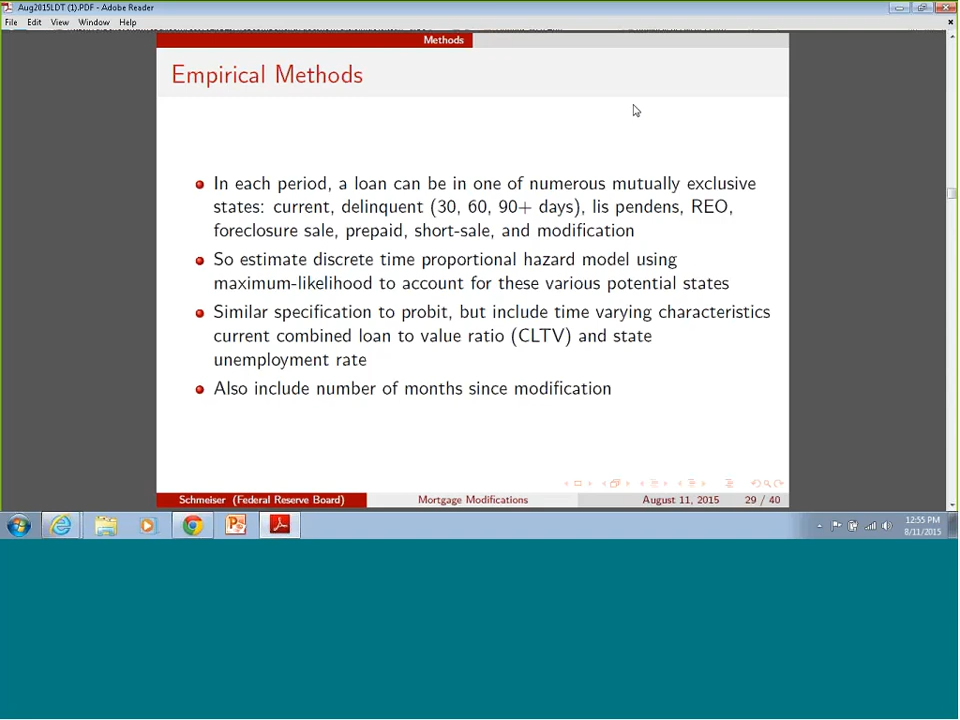 Aug2015LDT (1).PDF - Adobe Reader
File Edit View Window Help
Methods
Empirical Methods
In each period, a loan can be in one of numerous mutually exclusive
states: current, delinquent (30, 60, 90+ days), lis pendens, REO,
foreclosure sale, prepaid, short-sale, and modification
So estimate discrete time proportional hazard model using
maximum-likelihood to account for these various potential states
Similar specification to probit, but include time varying characteristics
current combined loan to value ratio (CLTV) and state
unemployment rate
Also include number of months since modification
Schmeiser (Federal Reserve Board) Mortgage Modifications August 11, 2015 29 / 40
12:55 PM
8/11/2015